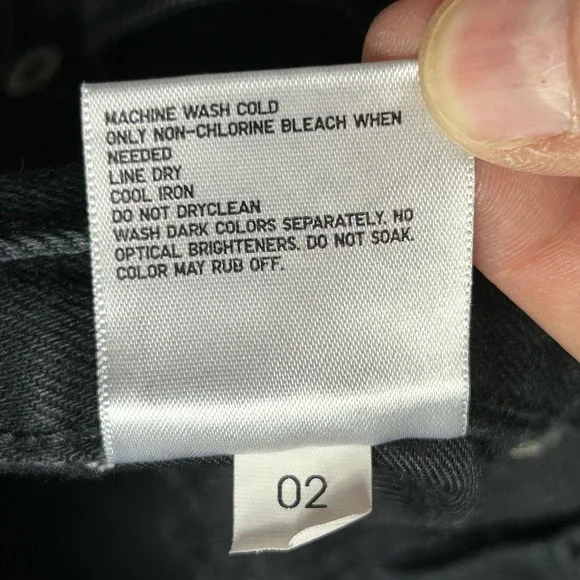 MACHINE WASH COLD
ONLY NON-CHLORINE BLEACH WHEN
NEEDED
LINE DRY
COOL IRON
DO NOT DRYCLEAN
WASH DARK COLORS SEPARATELY. NO
OPTICAL BRIGHTENERS. DO NOT SOAK.
COLOR MAY RUB OFF.
02